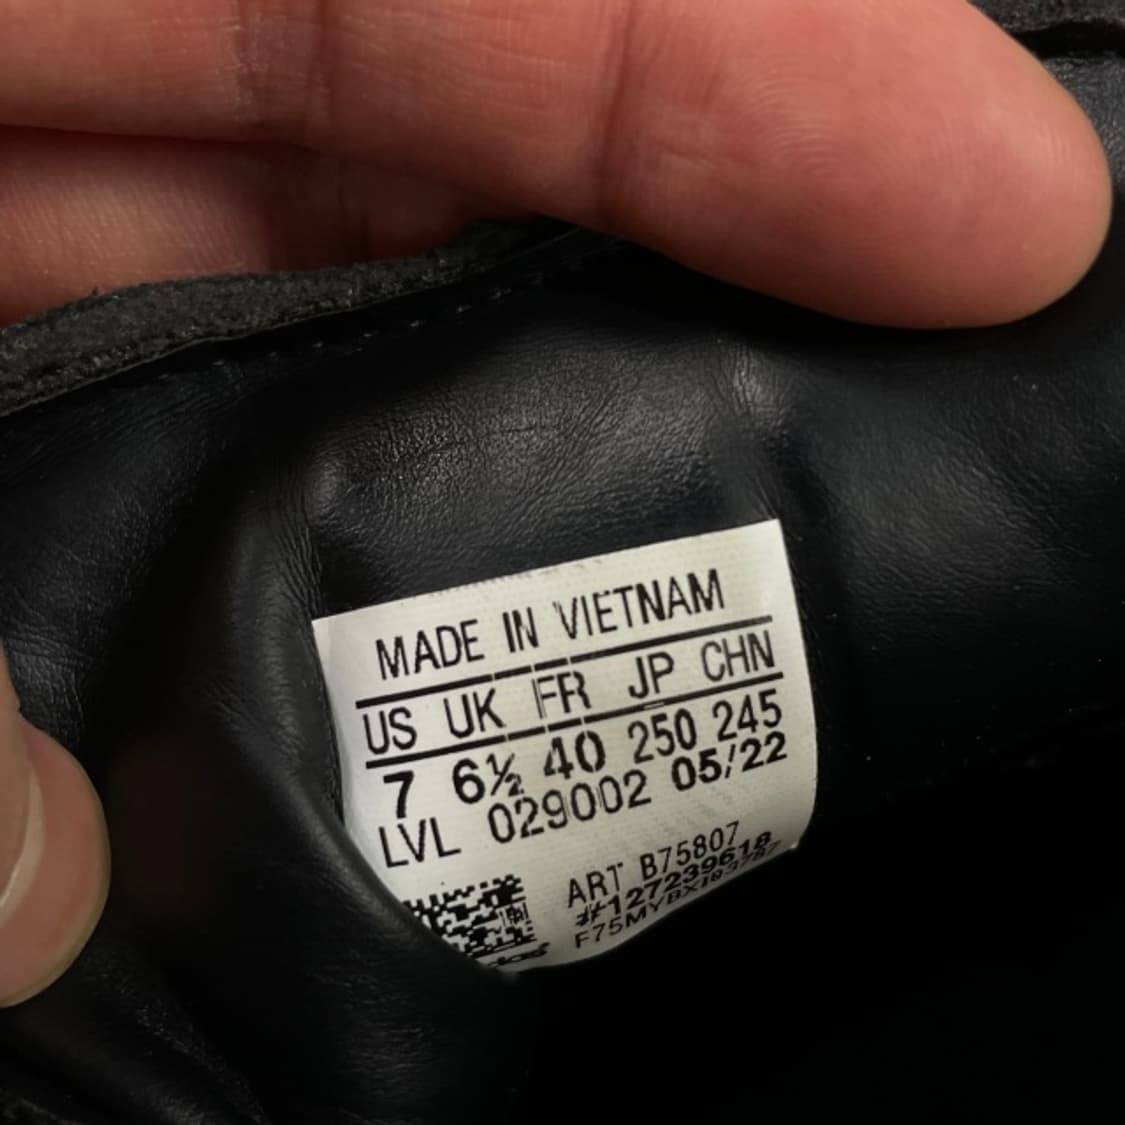 MADE IN VIETNAM
US UK FR JP CHN
7 6½ 40 250 245
LVL 029002 05/22
ART B75807
#127239618